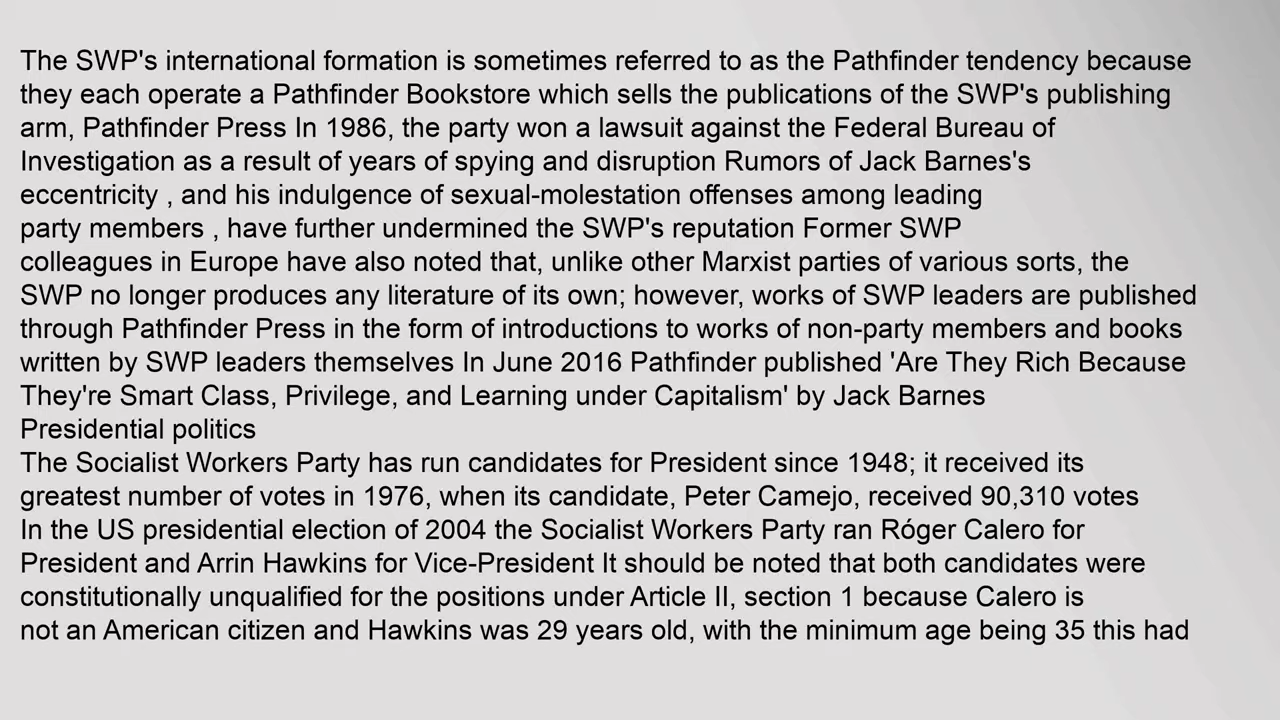 The SWP's international formation is sometimes referred to as the Pathfinder tendency because
they each operate a Pathfinder Bookstore which sells the publications of the SWP's publishing
arm, Pathfinder Press In 1986, the party won a lawsuit against the Federal Bureau of
Investigation as a result of years of spying and disruption Rumors of Jack Barnes's
eccentricity , and his indulgence of sexual-molestation offenses among leading
party members , have further undermined the SWP's reputation Former SWP
colleagues in Europe have also noted that, unlike other Marxist parties of various sorts, the
SWP no longer produces any literature of its own; however, works of SWP leaders are published
through Pathfinder Press in the form of introductions to works of non-party members and books
written by SWP leaders themselves In June 2016 Pathfinder published 'Are They Rich Because
They're Smart Class, Privilege, and Learning under Capitalism' by Jack Barnes
Presidential politics
The Socialist Workers Party has run candidates for President since 1948; it received its
greatest number of votes in 1976, when its candidate, Peter Camejo, received 90,310 votes
In the US presidential election of 2004 the Socialist Workers Party ran Róger Calero for
President and Arrin Hawkins for Vice-President It should be noted that both candidates were
constitutionally unqualified for the positions under Article II, section 1 because Calero is
not an American citizen and Hawkins was 29 years old, with the minimum age being 35 this had